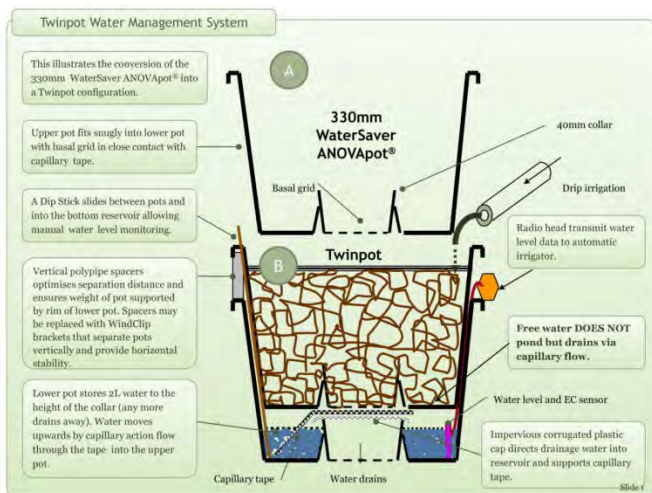 Twinpot Water Management System
This illustrates the conversion of the
330mm WaterSaver ANOVApot® into
a Twinpot configuration.
A
330mm
WaterSaver
ANOVApot®
40mm collar
Upper pot fits snugly into lower pot
with basal grid in close contact with
capillary tape.
Basal grid
Drip irrigation
A Dip Stick slides between pots and
into the bottom reservoir allowing
manual water level monitoring.
Radio head transmit water
level data to automatic
irrigator.
Twinpot
B
Vertical polypipe spacers
optimises separation distance and
ensures weight of pot supported
by rim of lower pot. Spacers may
be replaced with WindClip
brackets that separate pots
vertically and provide horizontal
stability.
Free water DOES NOT
pond but drains via
capillary flow.
Lower pot stores 2L water to the
height of the collar (any more
drains away). Water moves
upwards by capillary action flow
through the tape into the upper
pot.
Water level and EC sensor
Impervious corrugated plastic
cap directs drainage water into
reservoir and supports capillary
tape.
Capillary tape
Water drains
Slide 1